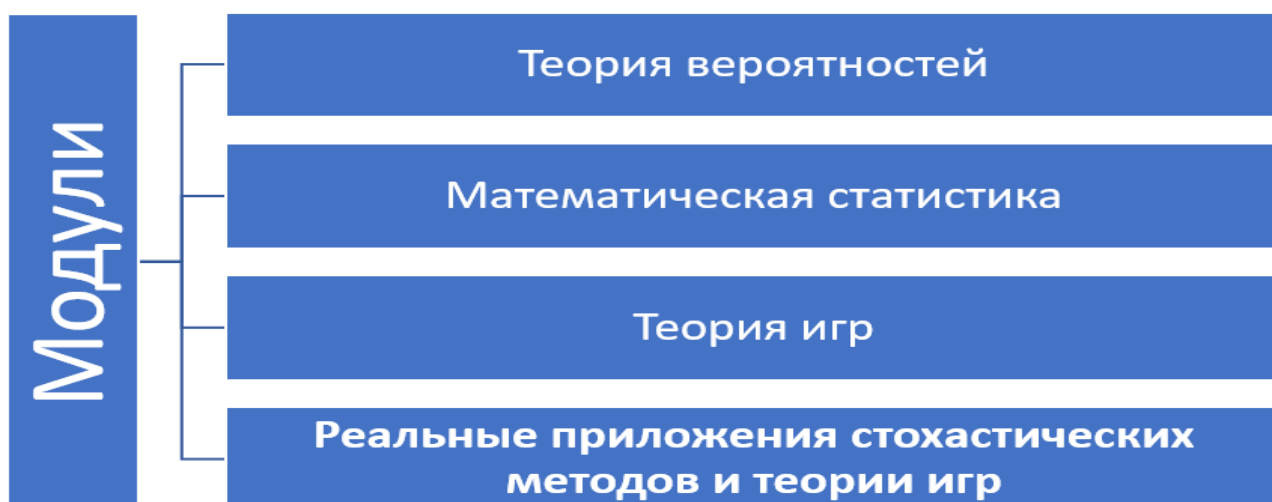 Модули
Теория вероятностей
Математическая статистика
Теория игр
Реальные приложения стохастических
методов и теории игр